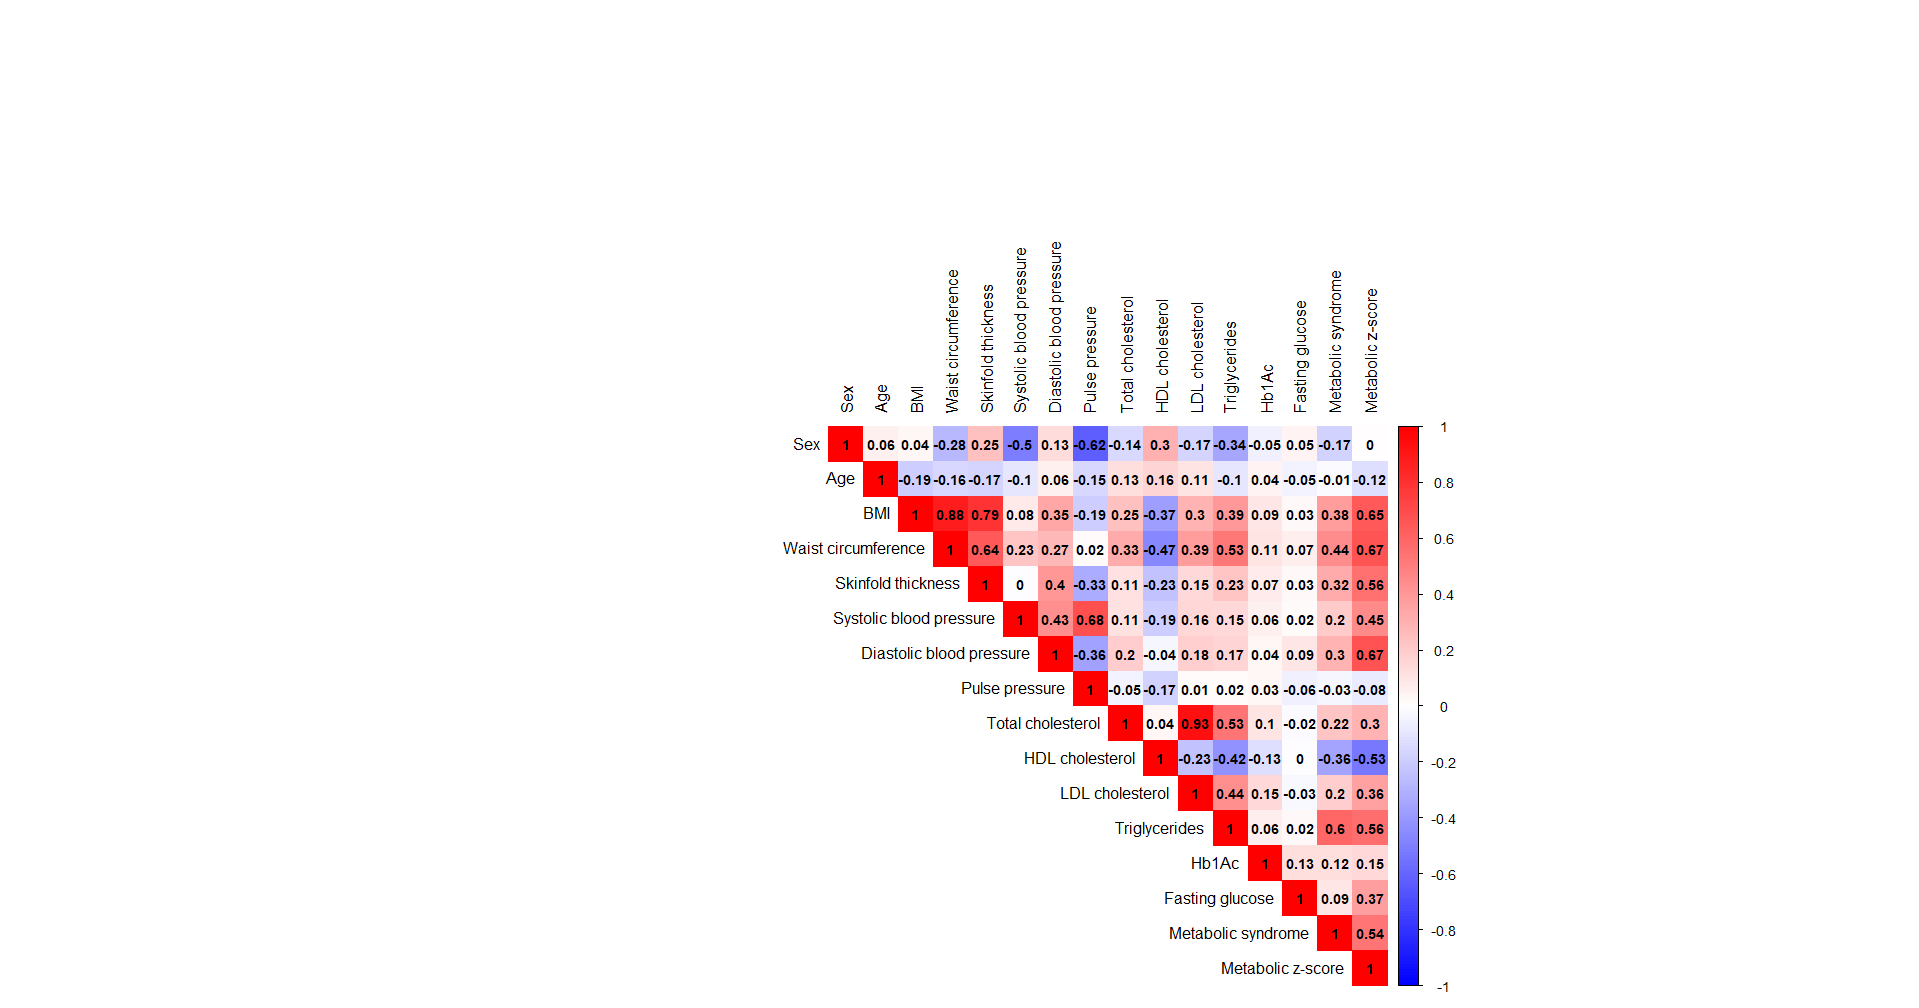 Sex Age BMI Waist circumference Skinfold thickness Systolic blood pressure Diastolic blood pressure Pulse pressure Total cholesterol HDL cholesterol LDL cholesterol Triglycerides Hb1Ac Fasting glucose Metabolic syndrome Metabolic z-score
Sex 1 0.06 0.04 -0.28 0.25 -0.5 0.13 -0.62 -0.14 0.3 -0.17 -0.34 -0.05 0.05 -0.17 0
Age 1 -0.19 -0.16 -0.17 -0.1 0.06 -0.15 0.13 0.16 0.11 -0.1 0.04 -0.05 -0.01 -0.12
BMI 1 0.88 0.79 0.08 0.35 -0.19 0.25 -0.37 0.3 0.39 0.09 0.03 0.38 0.65
Waist circumference 1 0.64 0.23 0.27 0.02 0.33 -0.47 0.39 0.53 0.11 0.07 0.44 0.67
Skinfold thickness 1 0 0.4 -0.33 0.11 -0.23 0.15 0.23 0.07 0.03 0.32 0.56
Systolic blood pressure 1 0.43 0.68 0.11 -0.19 0.16 0.15 0.06 0.02 0.2 0.45
Diastolic blood pressure 1 -0.36 0.2 -0.04 0.18 0.17 0.04 0.09 0.3 0.67
Pulse pressure 1 -0.05 -0.17 0.01 0.02 0.03 -0.06 -0.03 -0.08
Total cholesterol 1 0.04 0.93 0.53 0.1 -0.02 0.22 0.3
HDL cholesterol 1 -0.23 -0.42 -0.13 0 -0.36 -0.53
LDL cholesterol 1 0.44 0.15 -0.03 0.2 0.36
Triglycerides 1 0.06 0.02 0.6 0.56
Hb1Ac 1 0.13 0.12 0.15
Fasting glucose 1 0.09 0.37
Metabolic syndrome 1 0.54
Metabolic z-score 1
1
0.8
0.6
0.4
0.2
0
-0.2
-0.4
-0.6
-0.8
-1